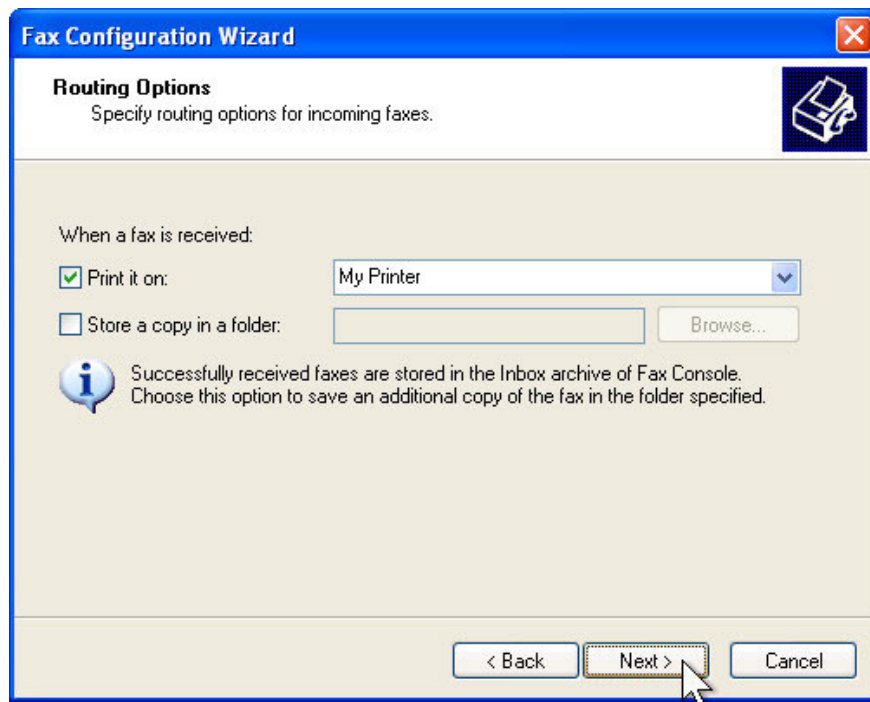 Fax Configuration Wizard
Routing Options
Specify routing options for incoming faxes.
When a fax is received:
Print it on:
My Printer
Store a copy in a folder:
Browse...
Successfully received faxes are stored in the Inbox archive of Fax Console.
Choose this option to save an additional copy of the fax in the folder specified.
< Back
Next >
Cancel